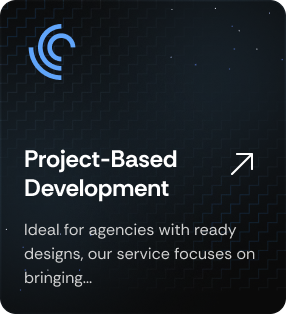 Project-Based
Development
Ideal for agencies with ready
designs, our service focuses on
bringing...